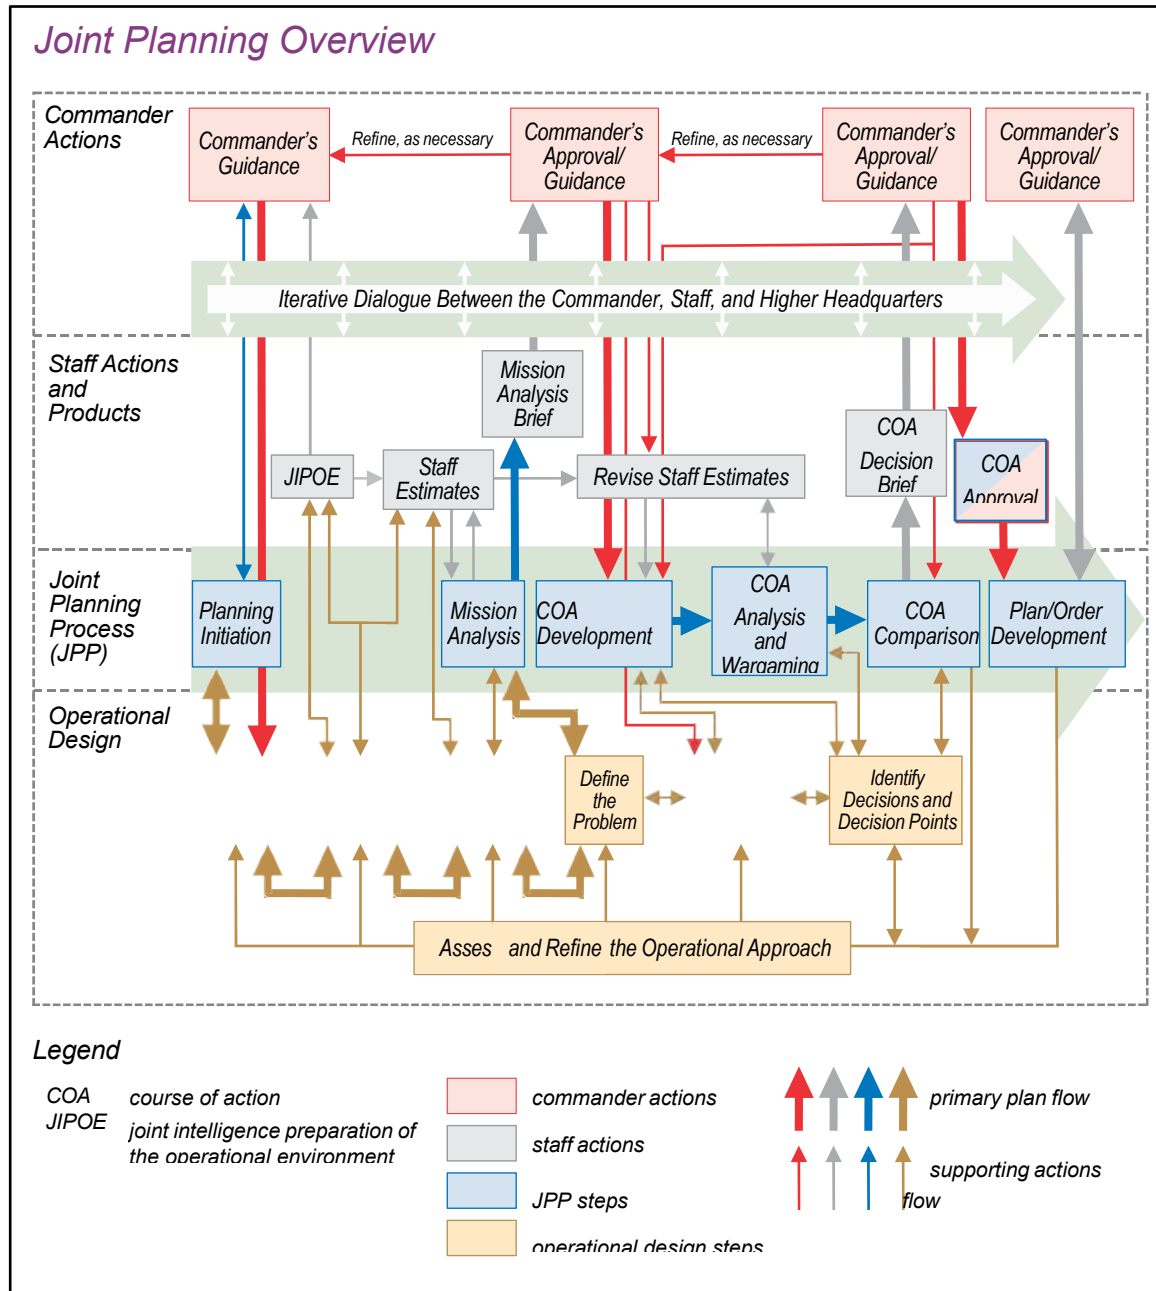 Joint Planning Overview
Commander
Actions
Commander's
Guidance
Refine, as necessary
Commander's
Approval/
Guidance
Refine, as necessary
Commander's
Approval/
Guidance
Commander's
Approval/
Guidance
Iterative Dialogue Between the Commander, Staff, and Higher Headquarters
Staff Actions
and
Products
Mission
Analysis
Brief
JIPOE
Staff
Estimates
Revise Staff Estimates
COA
Decision
Brief
COA
Approval
Joint
Planning
Process
(JPP)
Planning
Initiation
Mission
Analysis
COA
Development
COA
Analysis
and
Wargaming
COA
Comparison
Plan/Order
Development
Operational
Design
Define
the
Problem
Identify
Decisions and
Decision Points
Asses and Refine the Operational Approach
Legend
COA course of action
JIPOE joint intelligence preparation of
the operational environment
commander actions
staff actions
JPP steps
operational design steps
primary plan flow
supporting actions
flow